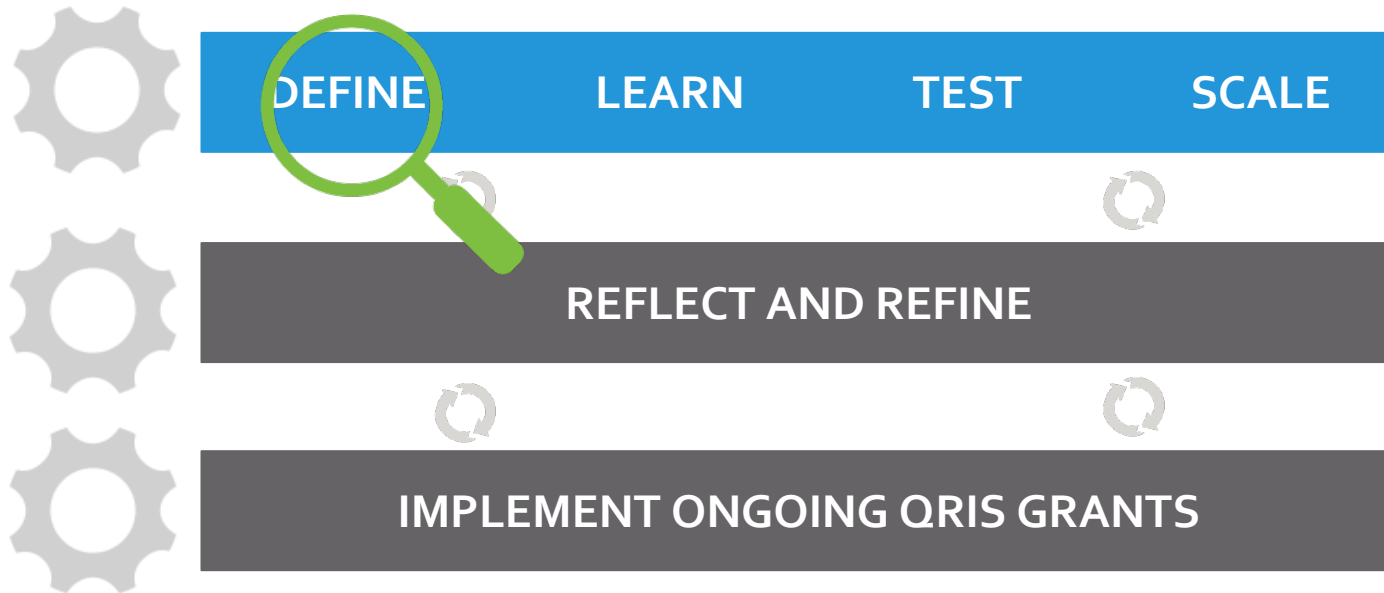 DEFINE LEARN TEST SCALE
REFLECT AND REFINE
IMPLEMENT ONGOING QRIS GRANTS